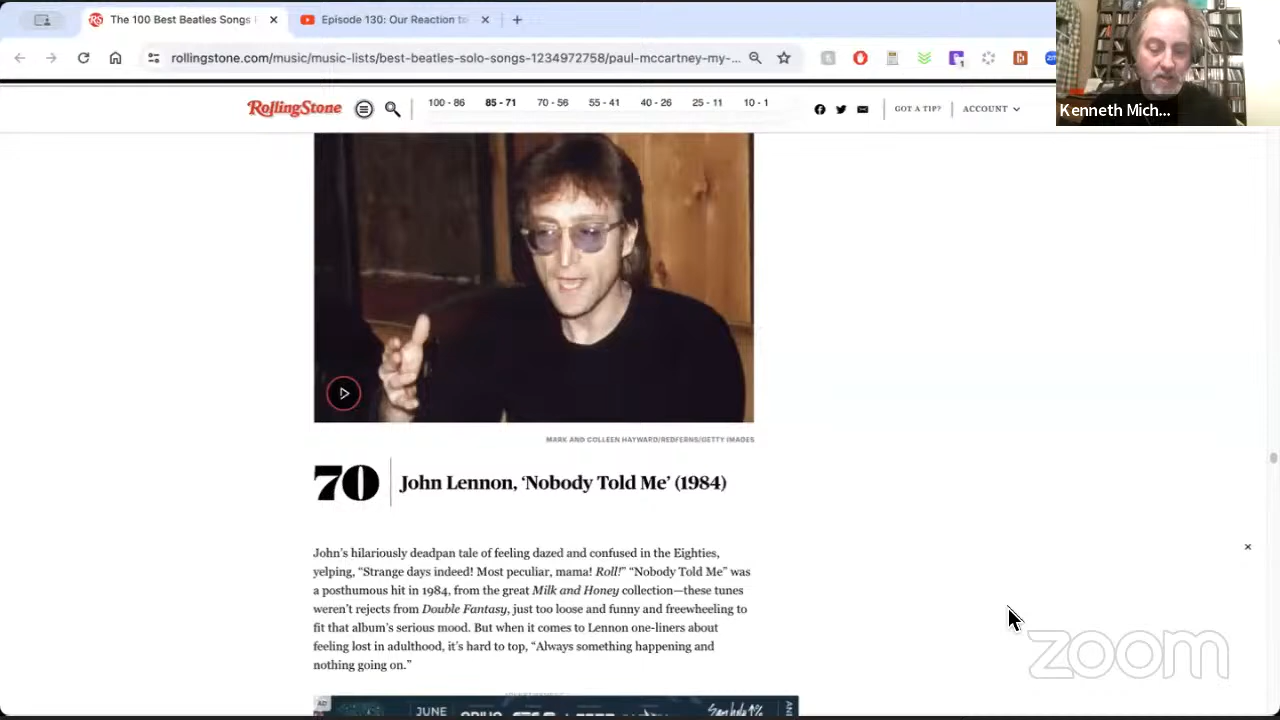 The 100 Best Beatles Songs
Episode 130: Our Reaction to
rollingstone.com/music/music-lists/best-beatles-solo-songs-1234972758/paul-mccartney-my-...
Kenneth Mich...
RollingStone
100 - 86
85 - 71
70 - 56
55 - 41
40 - 26
25 - 11
10 - 1
GOT A TIP?
ACCOUNT
MARK AND COLLEEN HAYWARD/REDFERNS/GETTY IMAGES
70 John Lennon, ‘Nobody Told Me’ (1984)
John’s hilariously deadpan tale of feeling dazed and confused in the Eighties,
yelping, “Strange days indeed! Most peculiar, mama! Roll!” “Nobody Told Me” was
a posthumous hit in 1984, from the great Milk and Honey collection—these tunes
weren’t rejects from Double Fantasy, just too loose and funny and freewheeling to
fit that album’s serious mood. But when it comes to Lennon one-liners about
feeling lost in adulthood, it’s hard to top, “Always something happening and
nothing going on.”
zoom
AD
JUNE